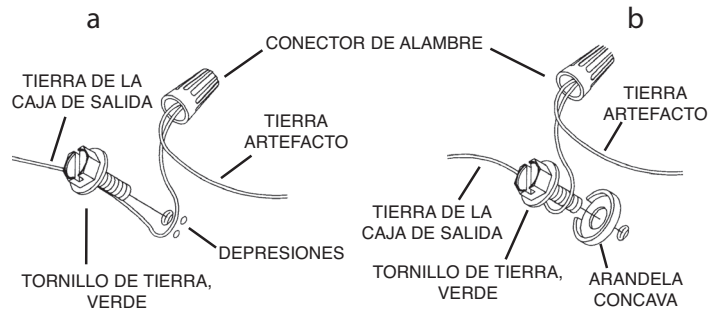 a
b
CONECTOR DE ALAMBRE
TIERRA DE LA
CAJA DE SALIDA
TIERRA
ARTEFACTO
TIERRA
ARTEFACTO
DEPRESIONES
TORNILLO DE TIERRA,
VERDE
TIERRA DE LA
CAJA DE SALIDA
TORNILLO DE TIERRA,
VERDE
ARANDELA
CONCAVA